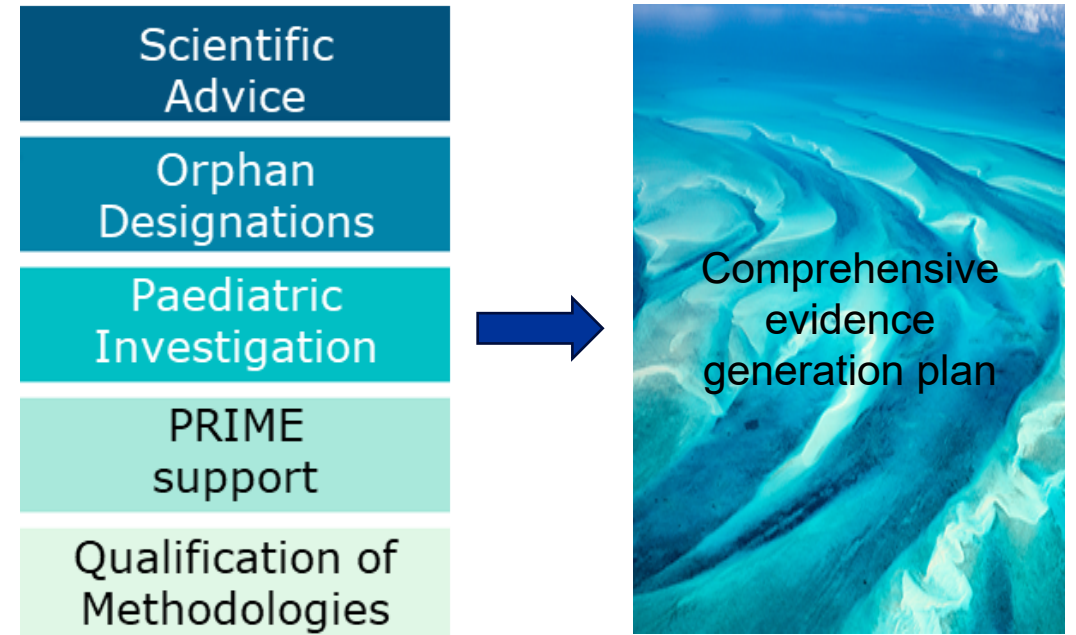 Scientific
Advice
Orphan
Designations
Paediatric
Investigation
PRIME
support
Qualification of
Methodologies
Comprehensive
evidence
generation plan